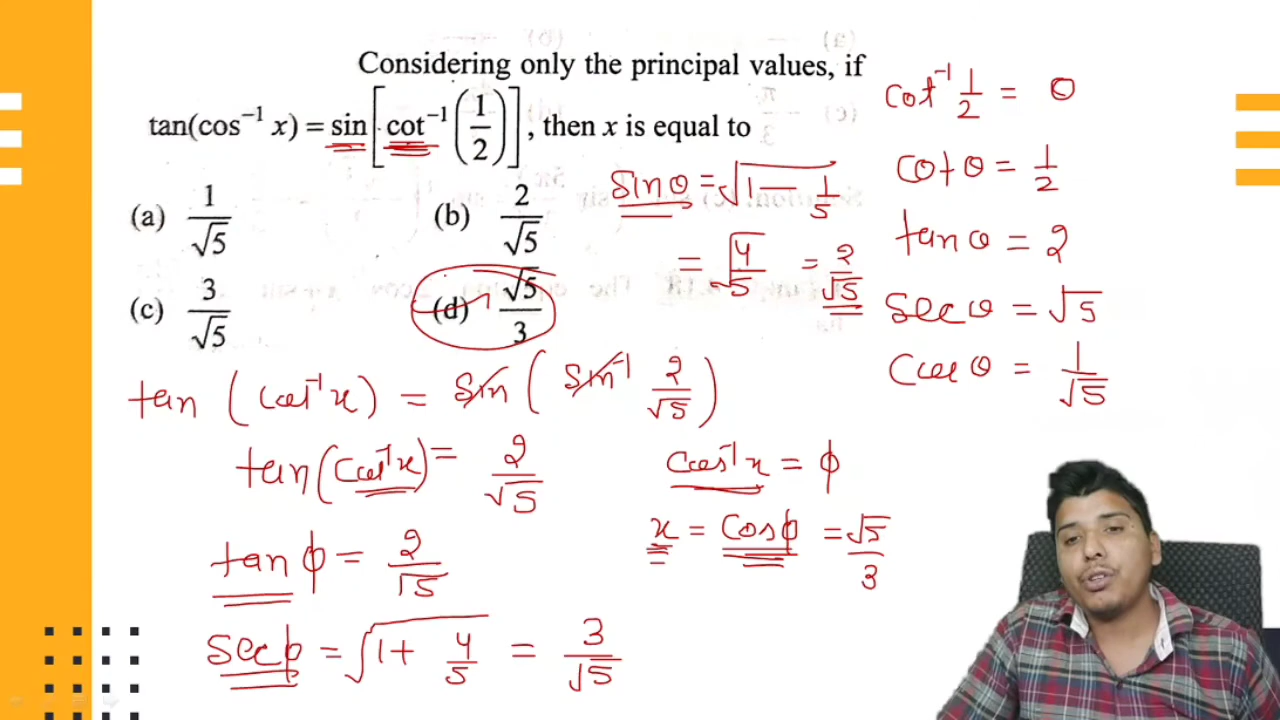 Considering only the principal values, if
tan(cos⁻¹ x) = sin[cot⁻¹(1/2)], then x is equal to
(a) 1/√5
(b) 2/√5
(c) 3/√5
(d) √5/3
cot⁻¹ 1/2 = θ
cot θ = 1/2
tan θ = 2
sec θ = √5
cos θ = 1/√5
sin θ = √(1 − 1/5)
= √(4/5) = 2/√5
tan (cos⁻¹ x) = sin (sin⁻¹ 2/√5)
tan (cos⁻¹ x) = 2/√5
tan ϕ = 2/√5
sec ϕ = √(1 + 4/5) = 3/√5
cos⁻¹ x = ϕ
x = cos ϕ = √5/3